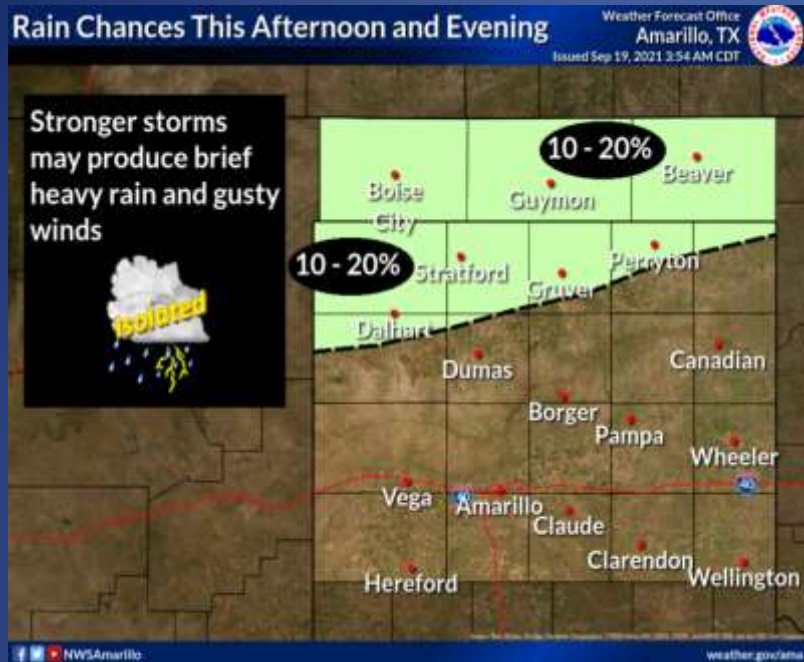 Rain Chances This Afternoon and Evening
Weather Forecast Office
Amarillo, TX
Issued Sep 19, 2021 3:54 AM CDT
Stronger storms
may produce brief
heavy rain and gusty
winds
isolated
10 - 20%
Boise
City
Guymon
Beaver
10 - 20%
Stratford
Gruver
Perryton
Dalhart
Dumas
Canadian
Borger
Pampa
Wheeler
Vega
Amarillo
40
Claude
Clarendon
Hereford
Wellington
NWSAmarillo
weather.gov/ama